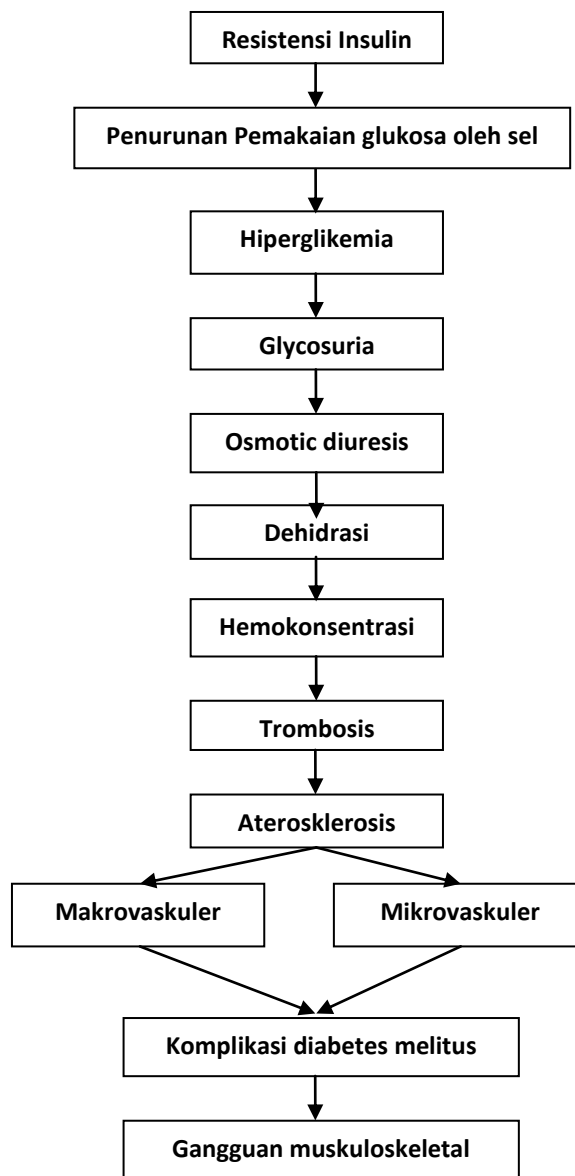 Resistensi Insulin
Penurunan Pemakaian glukosa oleh sel
Hiperglikemia
Glycosuria
Osmotic diuresis
Dehidrasi
Hemokonsentrasi
Trombosis
Aterosklerosis
Makrovaskuler
Mikrovaskuler
Komplikasi diabetes melitus
Gangguan muskuloskeletal